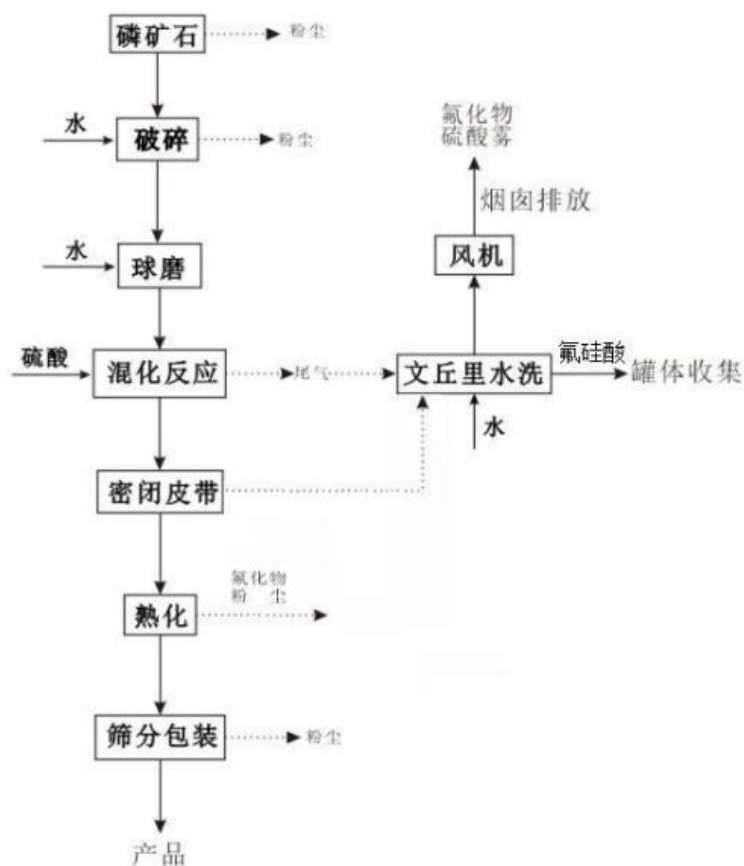 磷矿石
粉尘
水
破碎
粉尘
氟化物
硫酸雾
烟囱排放
风机
水
球磨
硫酸
混化反应
尾气
文丘里水洗
氟硅酸
罐体收集
水
密闭皮带
氟化物
粉 尘
熟化
筛分包装
粉尘
产品